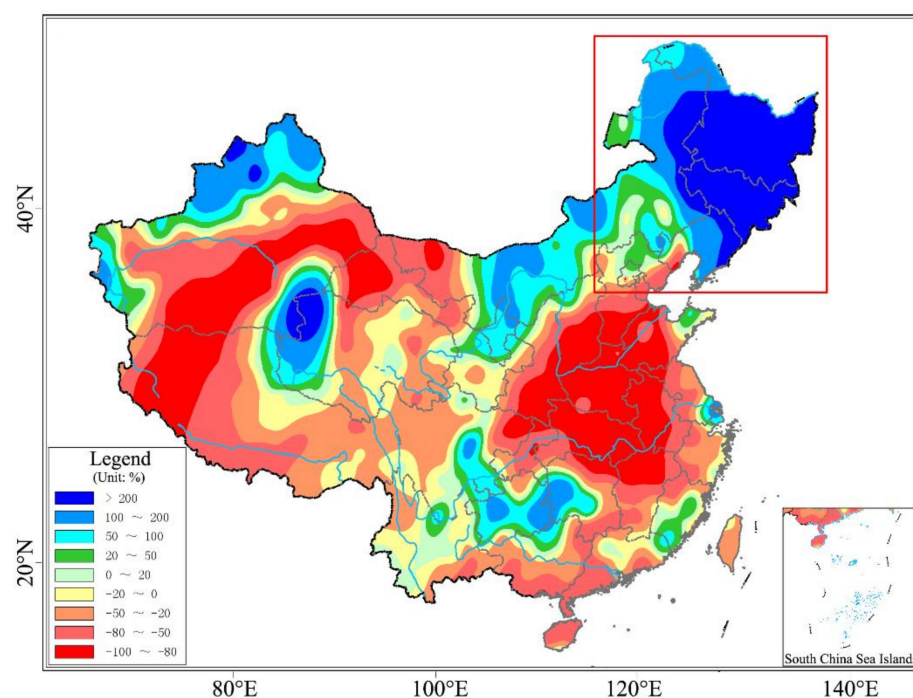 40°N
20°N
Legend
(Unit: %)
> 200
100 ～ 200
50 ～ 100
20 ～ 50
0 ～ 20
-20 ～ 0
-50 ～ -20
-80 ～ -50
-100 ～ -80
South China Sea Island
80°E
100°E
120°E
140°E